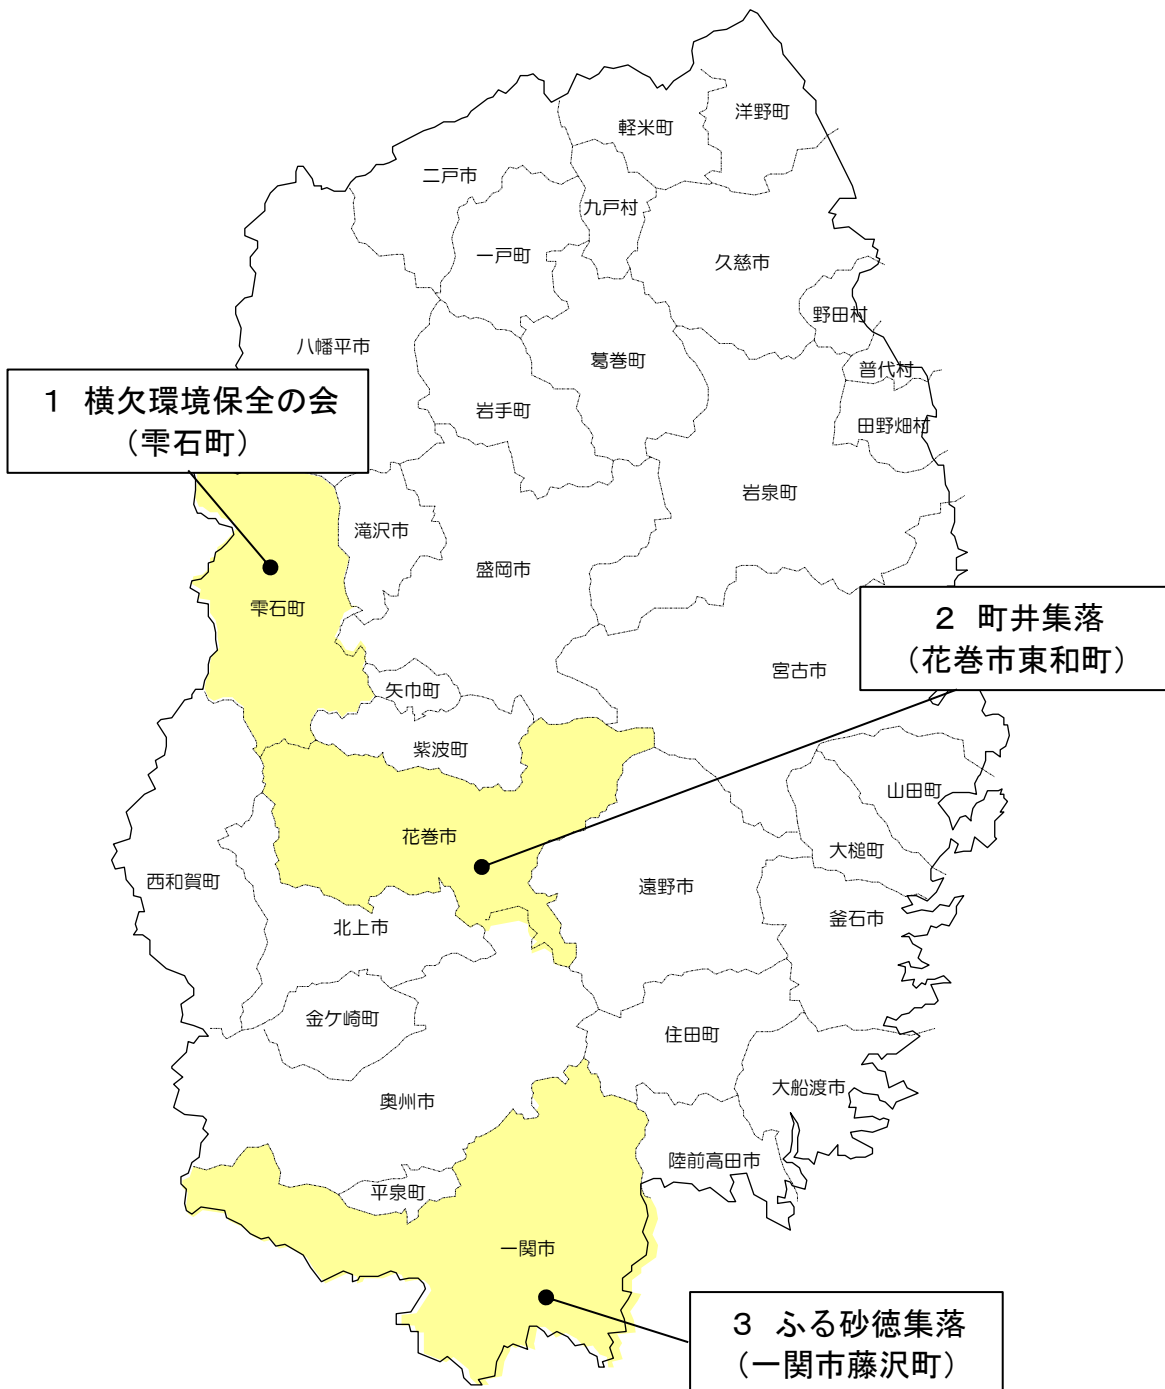 洋野町
軽米町
二戸市
九戸村
一戸町
久慈市
野田村
八幡平市
葛巻町
普代村
1 横欠環境保全の会
（雫石町）
岩手町
田野畑村
岩泉町
滝沢市
盛岡市
雫石町
2 町井集落
（花巻市東和町）
宮古市
矢巾町
紫波町
山田町
花巻市
大槌町
西和賀町
遠野市
釜石市
北上市
金ケ崎町
住田町
大船渡市
奥州市
陸前高田市
平泉町
一関市
3 ふる砂徳集落
（一関市藤沢町）